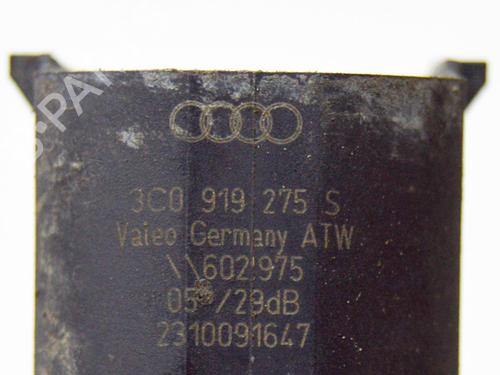 3C0 919 275 S
Valeo Germany ATW
\\602975
05°/29dB
2310091647